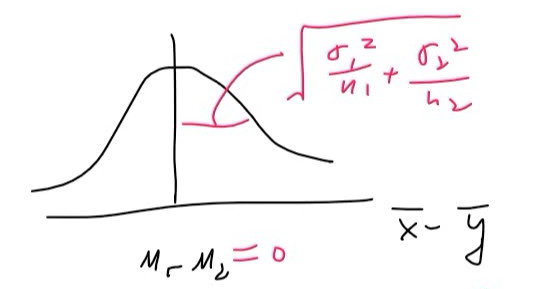 √(σ₁²/n₁ + σ₂²/n₂)
x̄ - ȳ
μ₁ - μ₂ = 0